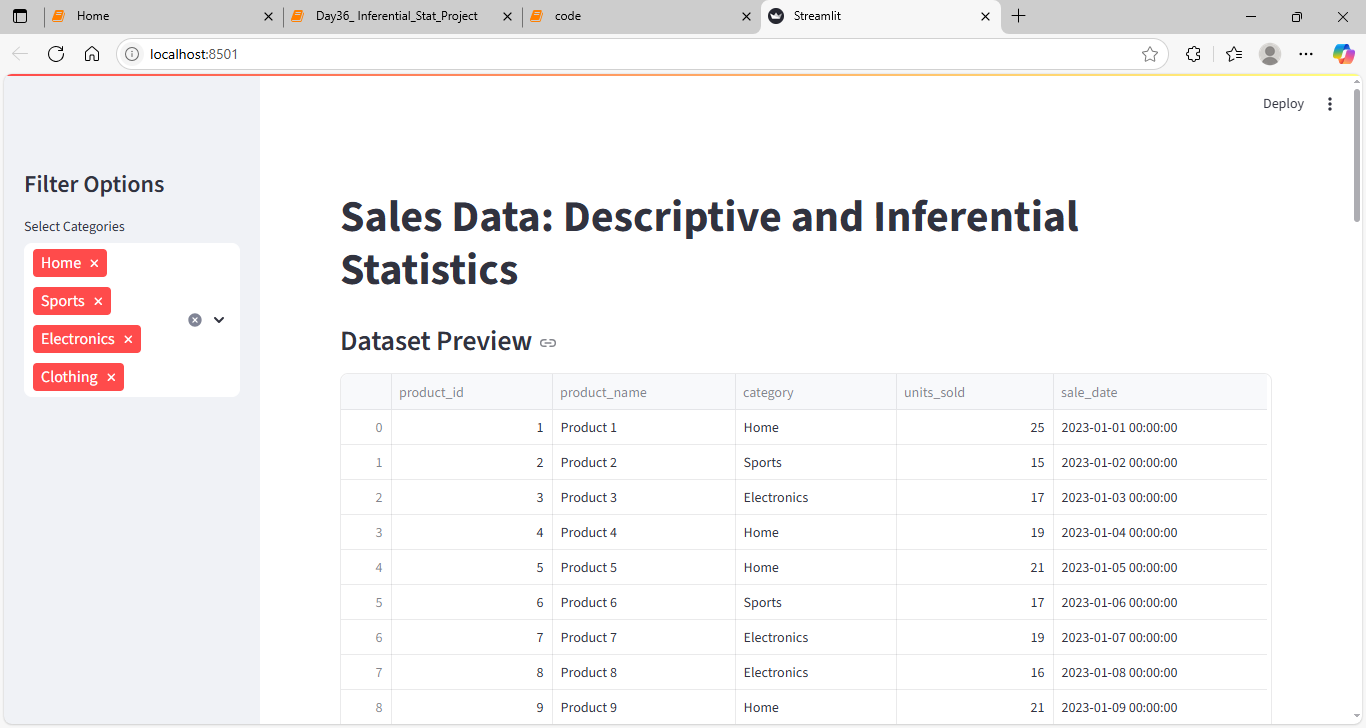 Home
Day36_ Inferential_Stat_Project
code
Streamlit
localhost:8501
Deploy
Filter Options
Select Categories
Home
Sports
Electronics
Clothing
Sales Data: Descriptive and Inferential
Statistics
Dataset Preview
product_id product_name category units_sold sale_date
0 1 Product 1 Home 25 2023-01-01 00:00:00
1 2 Product 2 Sports 15 2023-01-02 00:00:00
2 3 Product 3 Electronics 17 2023-01-03 00:00:00
3 4 Product 4 Home 19 2023-01-04 00:00:00
4 5 Product 5 Home 21 2023-01-05 00:00:00
5 6 Product 6 Sports 17 2023-01-06 00:00:00
6 7 Product 7 Electronics 19 2023-01-07 00:00:00
7 8 Product 8 Electronics 16 2023-01-08 00:00:00
8 9 Product 9 Home 21 2023-01-09 00:00:00